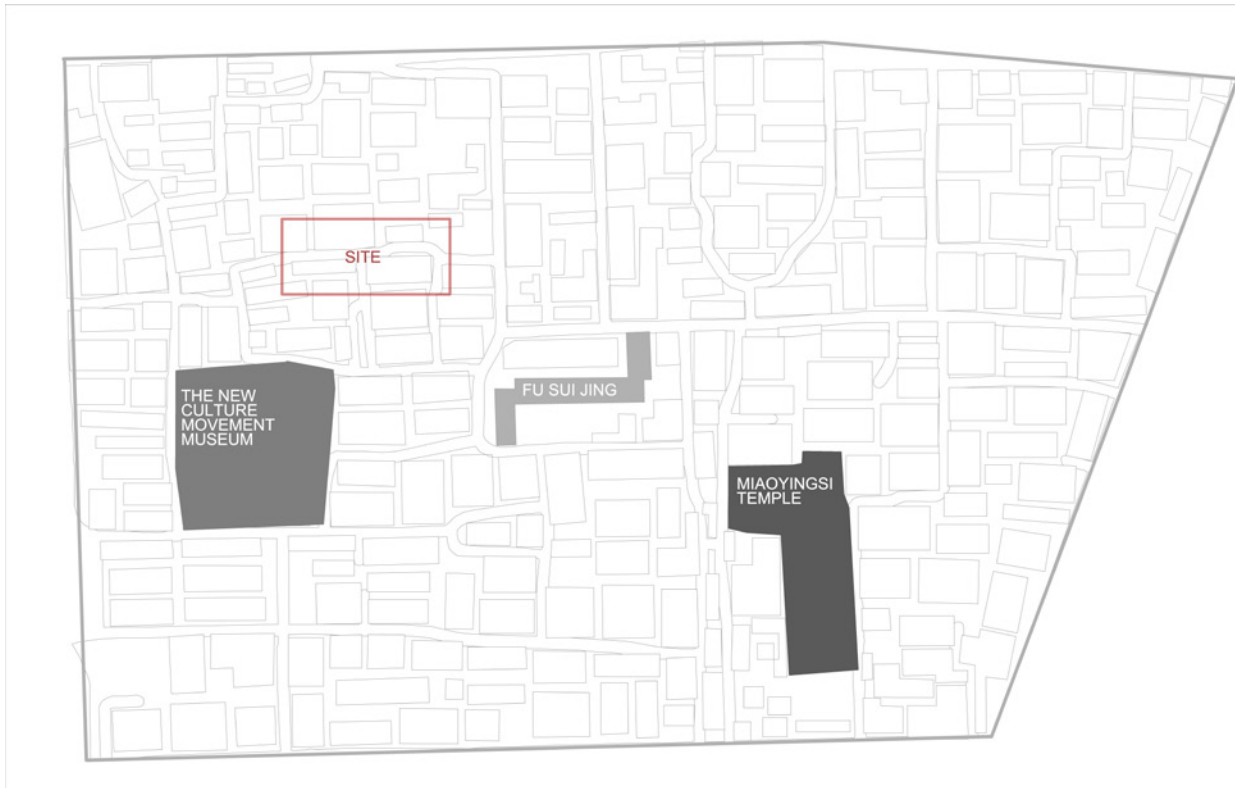 SITE
THE NEW
CULTURE
MOVEMENT
MUSEUM
FU SUI JING
MIAOYINGSI
TEMPLE